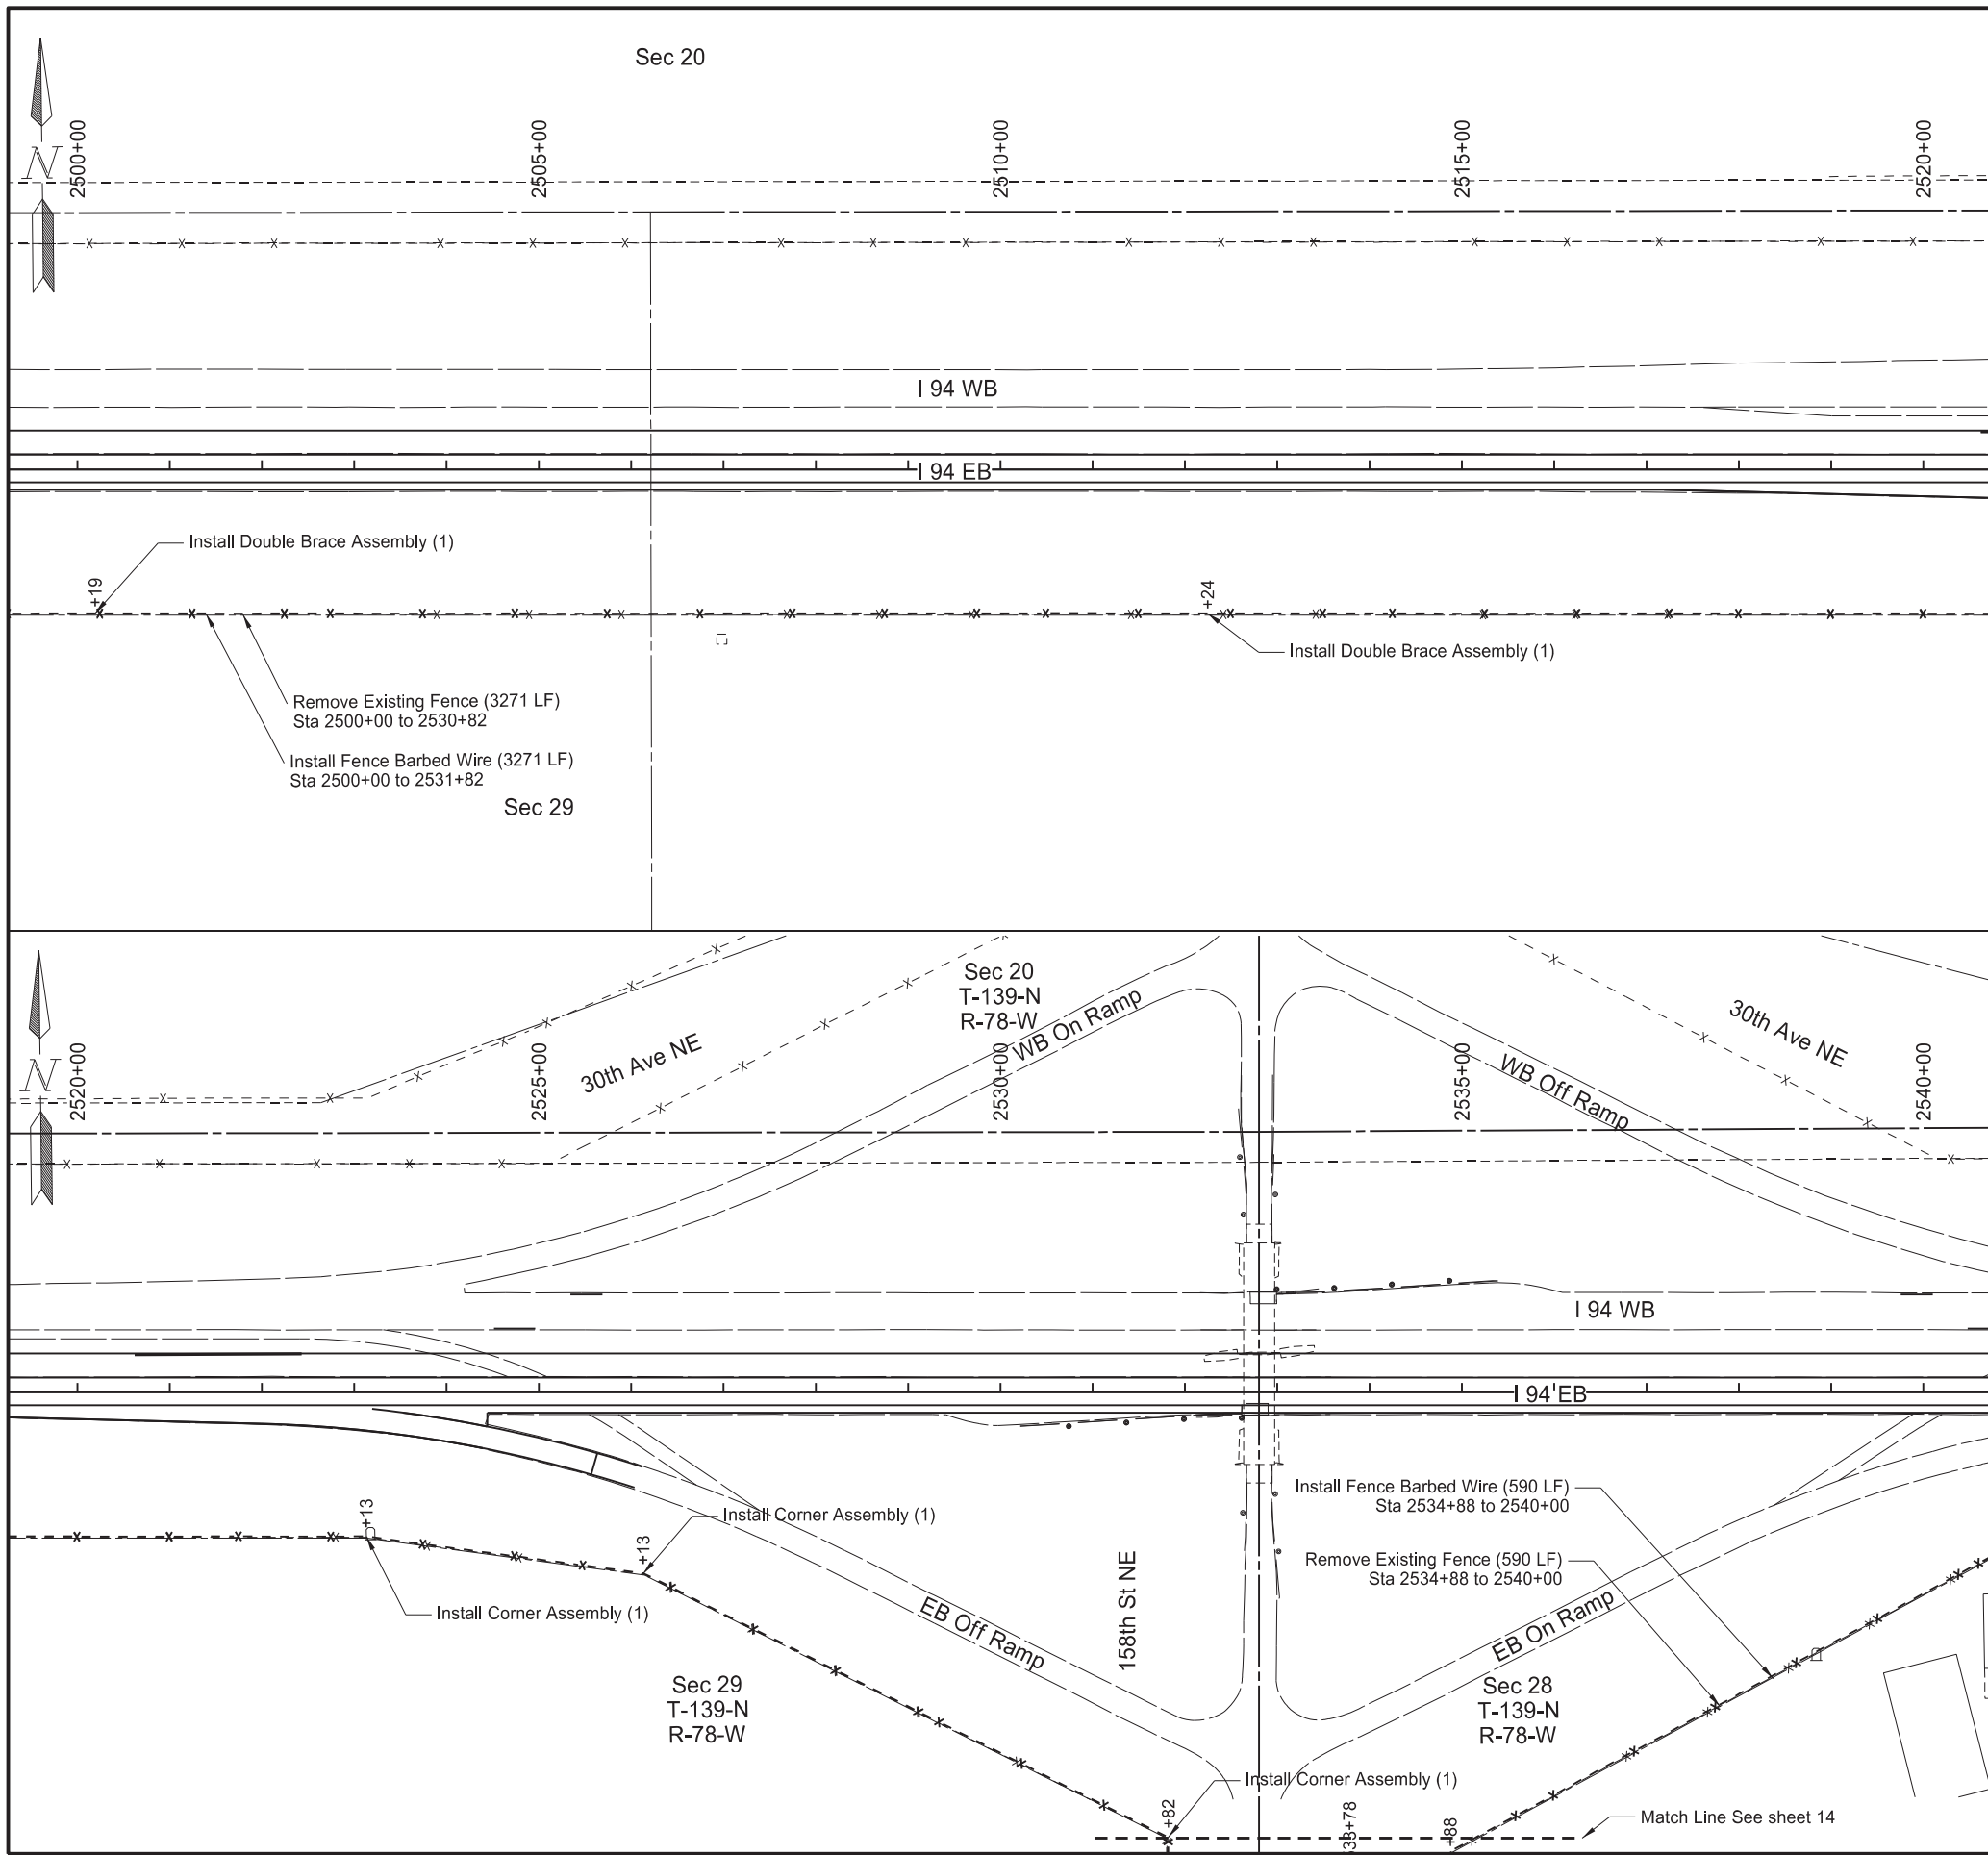 Sec 20
N
2500+00
2505+00
2510+00
2515+00
2520+00
I 94 WB
I 94 EB
Install Double Brace Assembly (1)
+19
+24
Install Double Brace Assembly (1)
Remove Existing Fence (3271 LF)
Sta 2500+00 to 2530+82
Install Fence Barbed Wire (3271 LF)
Sta 2500+00 to 2531+82
Sec 29
Sec 20
T-139-N
R-78-W
N
2520+00
2525+00
2530+00
2535+00
2540+00
30th Ave NE
WB On Ramp
WB Off Ramp
30th Ave NE
I 94 WB
I 94 EB
+13
Install Corner Assembly (1)
+13
Install Corner Assembly (1)
Install Fence Barbed Wire (590 LF)
Sta 2534+88 to 2540+00
Remove Existing Fence (590 LF)
Sta 2534+88 to 2540+00
158th St NE
EB Off Ramp
EB On Ramp
Sec 29
T-139-N
R-78-W
Sec 28
T-139-N
R-78-W
Install Corner Assembly (1)
+82
+88
Match Line See sheet 14